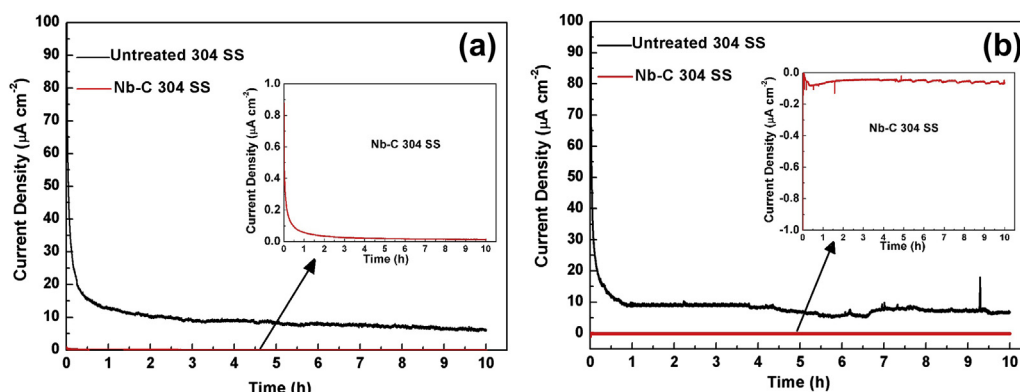 (a)
Untreated 304 SS
Nb-C 304 SS
Current Density (μA cm-2)
100
90
80
70
60
50
40
30
20
10
0
0 1 2 3 4 5 6 7 8 9 10
Time (h)
Current Density (μA cm-2)
1.0
0.8
0.6
0.4
0.2
0.0
Nb-C 304 SS
0 1 2 3 4 5 6 7 8 9 10
Time (h)
(b)
Untreated 304 SS
Nb-C 304 SS
Current Density (μA cm-2)
100
90
80
70
60
50
40
30
20
10
0
0 1 2 3 4 5 6 7 8 9 10
Time (h)
Current Density (μA cm-2)
-0.0
-0.2
-0.4
-0.6
-0.8
-1.0
Nb-C 304 SS
0 1 2 3 4 5 6 7 8 9 10
Time (h)